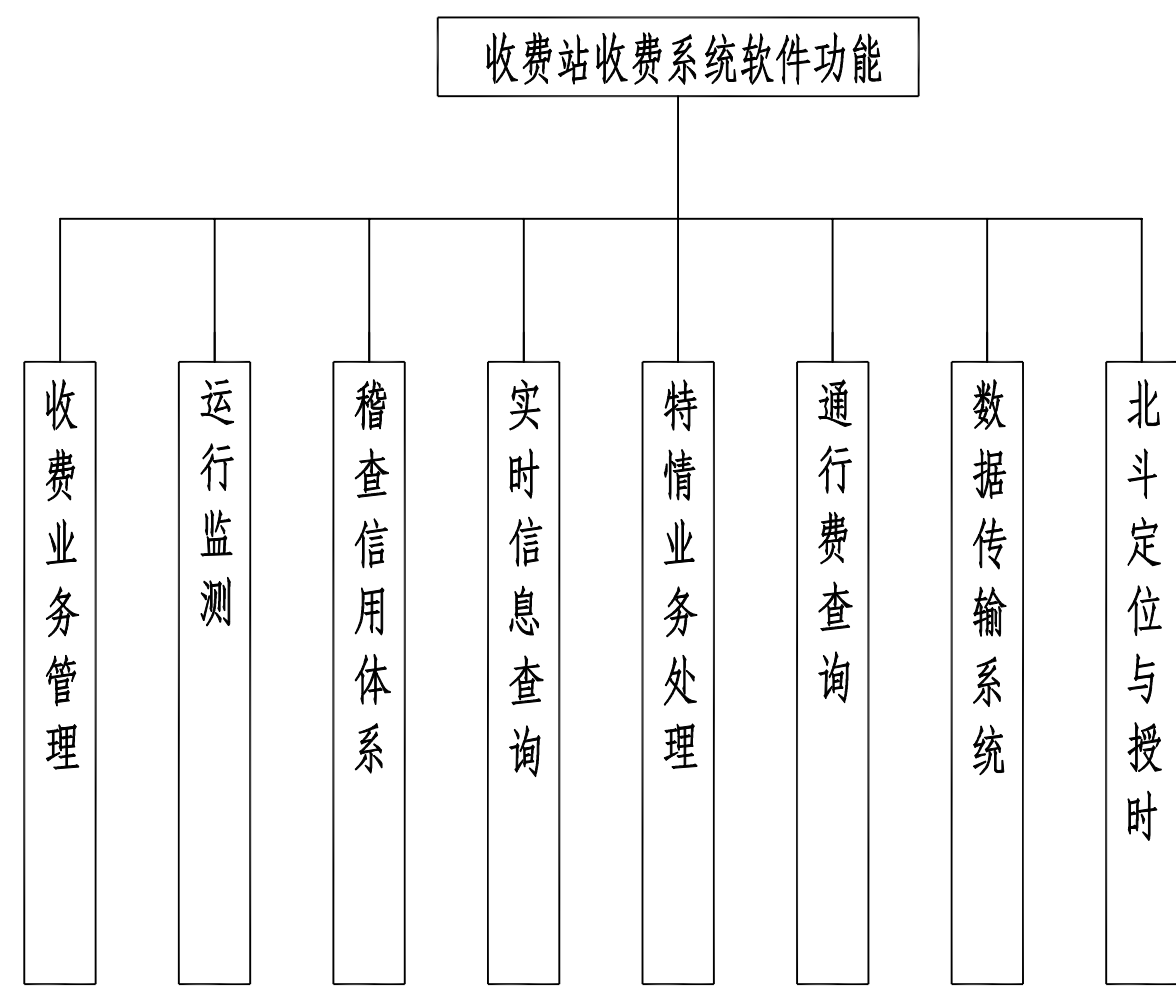 收费站收费系统软件功能
收费业务管理
运行监测
稽查信用体系
实时信息查询
特情业务处理
通行费查询
数据传输系统
北斗定位与授时